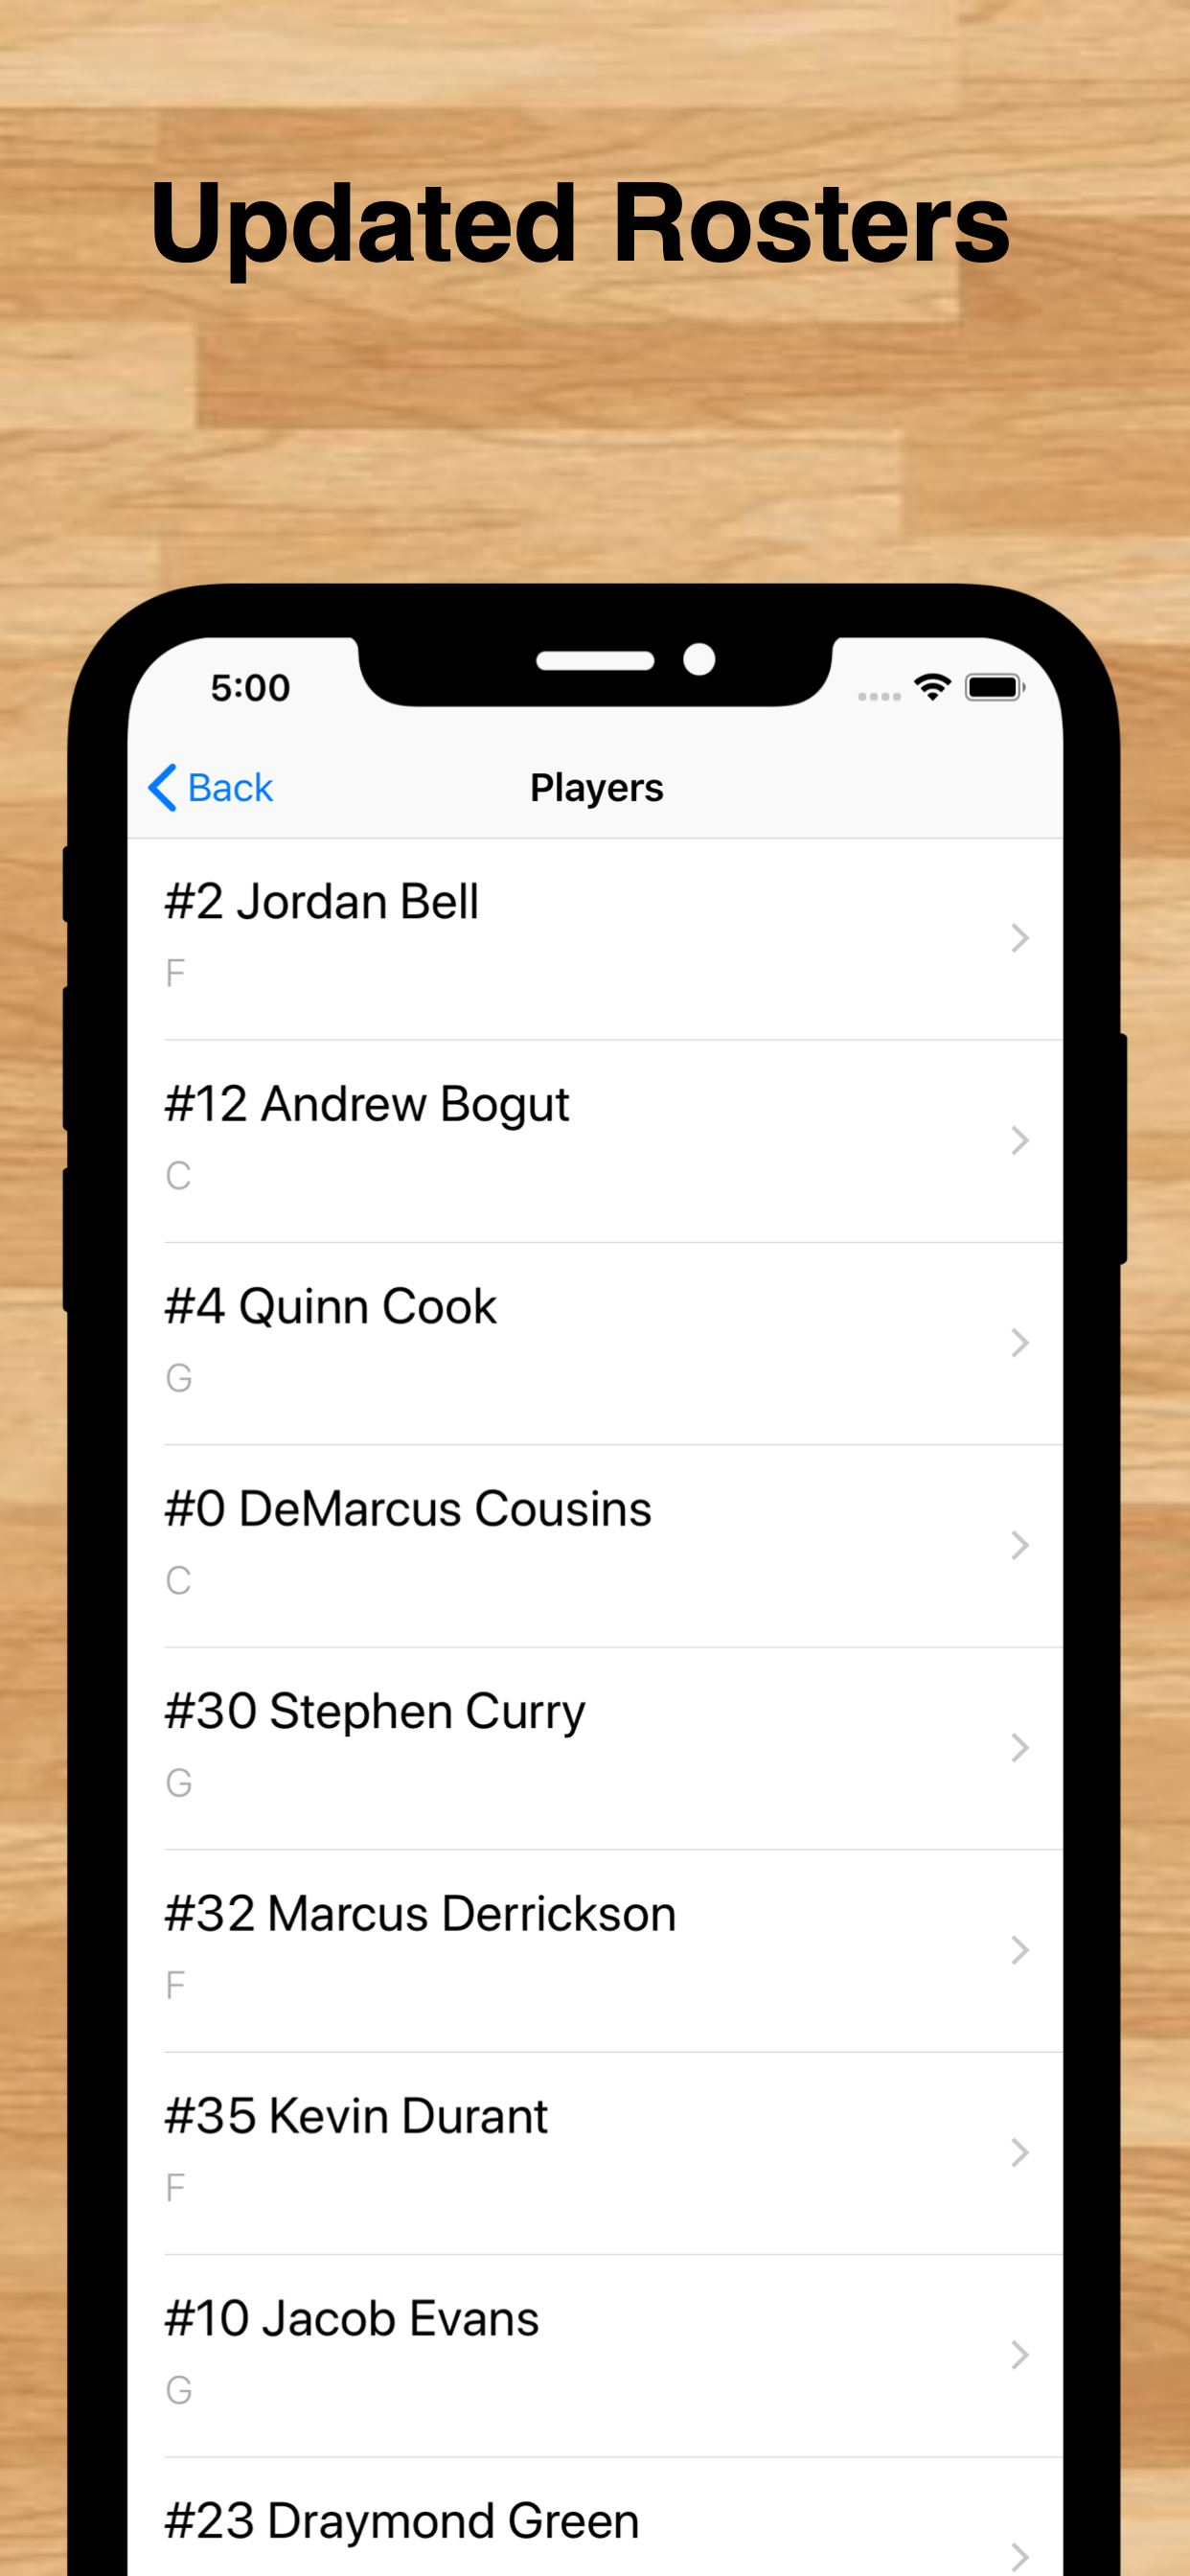 Updated Rosters
5:00
Back
Players
#2 Jordan Bell
F
#12 Andrew Bogut
C
#4 Quinn Cook
G
#0 DeMarcus Cousins
C
#30 Stephen Curry
G
#32 Marcus Derrickson
F
#35 Kevin Durant
F
#10 Jacob Evans
G
#23 Draymond Green